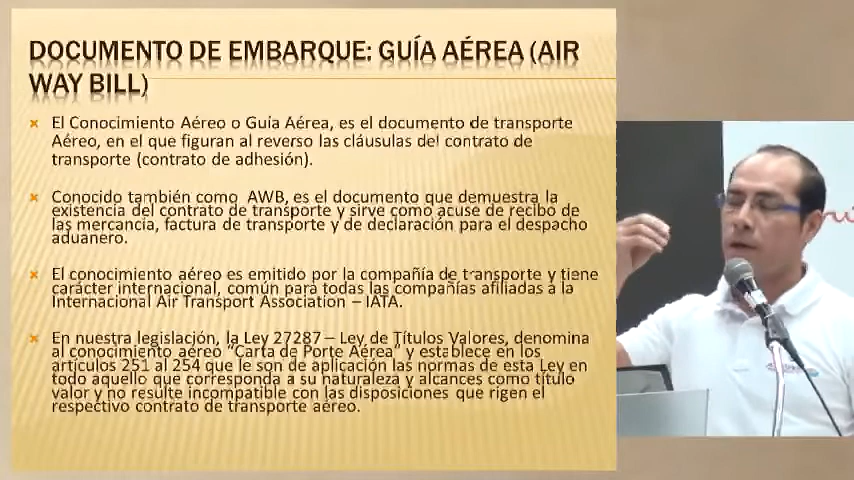 DOCUMENTO DE EMBARQUE: GUÍA AÉREA (AIR
WAY BILL)
El Conocimiento Aéreo o Guía Aérea, es el documento de transporte
Aéreo, en el que figuran al reverso las cláusulas del contrato de
transporte (contrato de adhesión).
Conocido también como AWB, es el documento que demuestra la
existencia del contrato de transporte y sirve como acuse de recibo de
las mercancía, factura de transporte y de declaración para el despacho
aduanero.
El conocimiento aéreo es emitido por la compañía de transporte y tiene
carácter internacional, común para todas las compañías afiliadas a la
International Air Transport Association – IATA.
En nuestra legislación, la Ley 27287 – Ley de Títulos Valores, denomina
al conocimiento aéreo "Carta de Porte Aérea" y establece en los
artículos 251 al 254 que le son de aplicación las normas de esta Ley en
todo aquello que corresponda a su naturaleza y alcances como título
valor y no resulte incompatible con las disposiciones que rigen el
respectivo contrato de transporte aéreo.